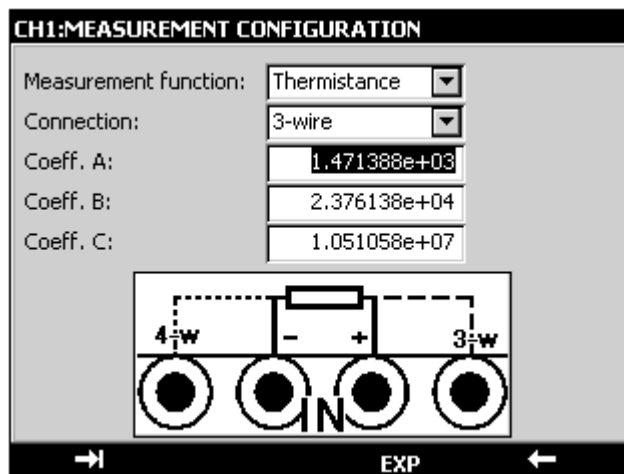 CH1:MEASUREMENT CONFIGURATION
Measurement function: Thermistance
Connection: 3-wire
Coeff. A: 1.471388e+03
Coeff. B: 2.376138e+04
Coeff. C: 1.051058e+07
4-w - + 3-w
IN
EXP